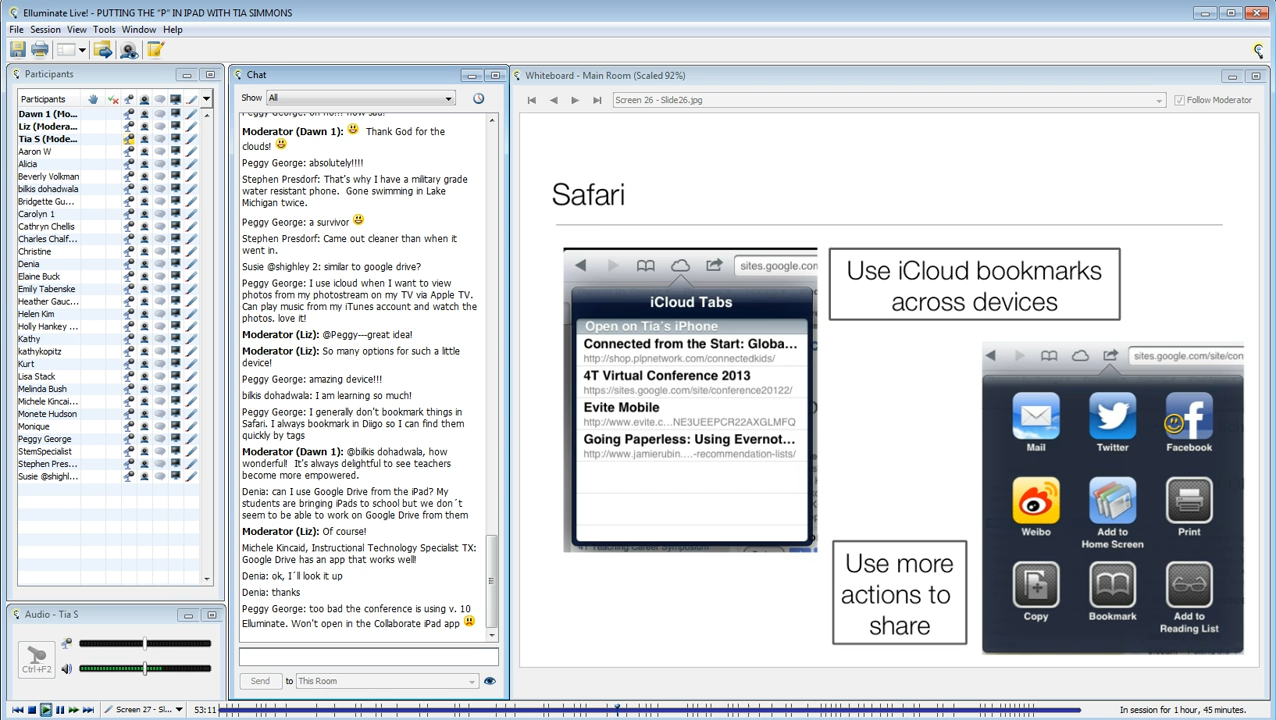 Elluminate Live! - PUTTING THE "P" IN IPAD WITH TIA SIMMONS
File Session View Tools Window Help
Participants
Participants
Dawn 1 (Mo...
Liz (Modera...
Tia S (Mode...
Aaron W
Alicia
Beverly Volkman
bilkis dohadwala
Bridgette Gu...
Carolyn 1
Cathryn Chellis
Charles Chalf...
Christine
Denia
Elaine Buck
Emily Tabenske
Heather Gauc...
Helen Kim
Holly Hankey ...
Kathy
kathykopitz
Kurt
Lisa Stack
Melinda Bush
Michele Kincai...
Monete Hudson
Monique
Peggy George
StemSpecialist
Stephen Pres...
Susie @shighl...
Audio - Tia S
Ctrl+F2
Chat
Show All
Moderator (Dawn 1): Thank God for the
clouds!
Peggy George: absolutely!!!!
Stephen Presdorf: That's why I have a military grade
water resistant phone. Gone swimming in Lake
Michigan twice.
Peggy George: a survivor
Stephen Presdorf: Came out cleaner than when it
went in.
Susie @shighley 2: similar to google drive?
Peggy George: I use icloud when I want to view
photos from my photostream on my TV via Apple TV.
Can play music from my iTunes account and watch the
photos. love it!
Moderator (Liz): @Peggy---great idea!
Moderator (Liz): So many options for such a little
device!
Peggy George: amazing device!!!
bilkis dohadwala: I am learning so much!
Peggy George: I generally don't bookmark things in
Safari. I always bookmark in Diigo so I can find them
quickly by tags
Moderator (Dawn 1): @bilkis dohadwala, how
wonderful! It's always delightful to see teachers
become more empowered.
Denia: can I use Google Drive from the iPad? My
students are bringing iPads to school but we don´t
seem to be able to work on Google Drive from them
Moderator (Liz): Of course!
Michele Kincaid, Instructional Technology Specialist TX:
Google Drive has an app that works well!
Denia: ok, I´ll look it up
Denia: thanks
Peggy George: too bad the conference is using v. 10
Elluminate. Won't open in the Collaborate iPad app
Send to This Room
Whiteboard - Main Room (Scaled 92%)
Screen 26 - Slide26.jpg
Follow Moderator
Safari
sites.google.con
iCloud Tabs
Open on Tia's iPhone
Connected from the Start: Globa...
http://shop.plpnetwork.com/connectedkids/
4T Virtual Conference 2013
https://sites.google.com/site/conference20122/
Evite Mobile
http://www.evite.c...NE3UEEPCR22AXGLMFQ
Going Paperless: Using Evernot...
http://www.jamierubin....-recommendation-lists/
Use iCloud bookmarks
across devices
sites.google.com/site/con
Mail
Twitter
Facebook
Weibo
Add to
Home Screen
Print
Copy
Bookmark
Add to
Reading List
Use more
actions to
share
Screen 27 - Sl...
53:11
In session for 1 hour, 45 minutes.